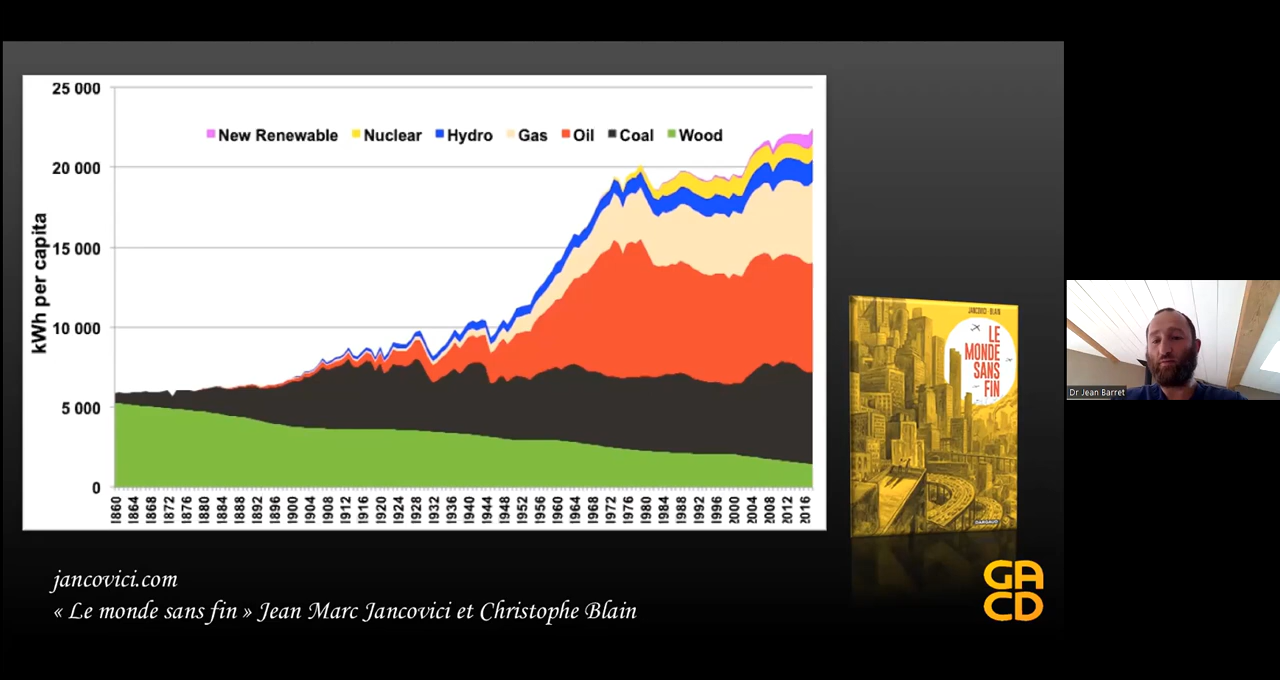 25 000
New Renewable Nuclear Hydro Gas Oil Coal Wood
20 000
15 000
10 000
5 000
0
kWh per capita
1860 1864 1868 1872 1876 1880 1884 1888 1892 1896 1900 1904 1908 1912 1916 1920 1924 1928 1932 1936 1940 1944 1948 1952 1956 1960 1964 1968 1972 1976 1980 1984 1988 1992 1996 2000 2004 2008 2012 2016
JANCOVICI · BLAIN
LE
MONDE
SANS
FIN
DARGAUD
Dr Jean Barret
jancovici.com
« Le monde sans fin » Jean Marc Jancovici et Christophe Blain
GA
CD